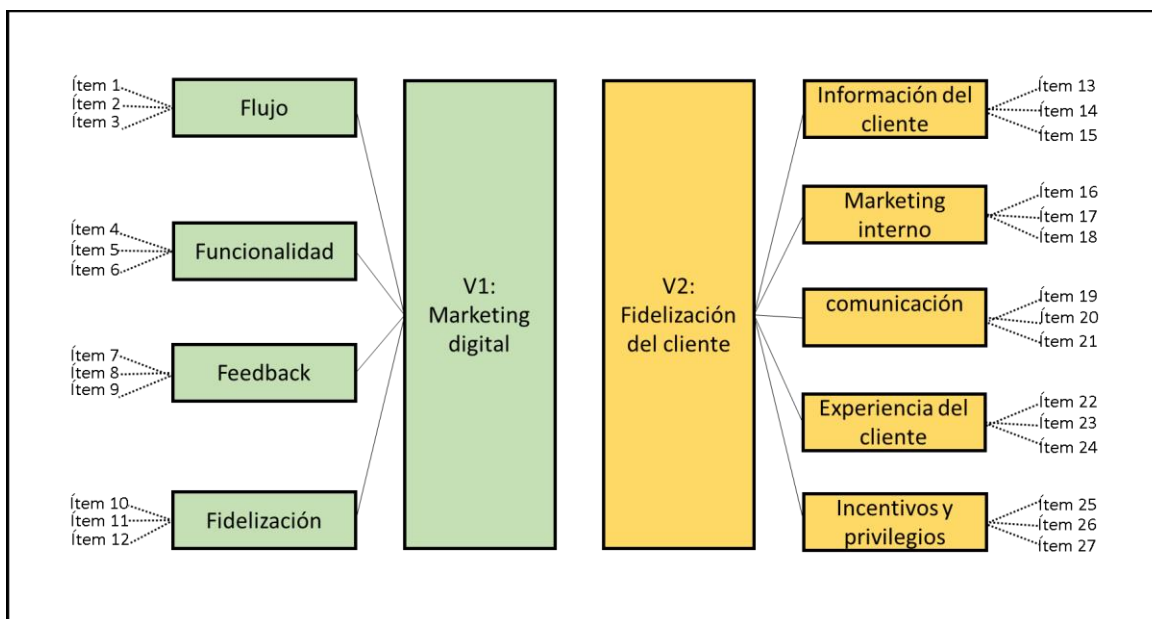 Ítem 1
Ítem 2
Ítem 3
Flujo
Ítem 4
Ítem 5
Ítem 6
Funcionalidad
Ítem 7
Ítem 8
Ítem 9
Feedback
Ítem 10
Ítem 11
Ítem 12
Fidelización
V1:
Marketing
digital
V2:
Fidelización
del cliente
Información del
cliente
Ítem 13
Ítem 14
Ítem 15
Marketing
interno
Ítem 16
Ítem 17
Ítem 18
comunicación
Ítem 19
Ítem 20
Ítem 21
Experiencia del
cliente
Ítem 22
Ítem 23
Ítem 24
Incentivos y
privilegios
Ítem 25
Ítem 26
Ítem 27